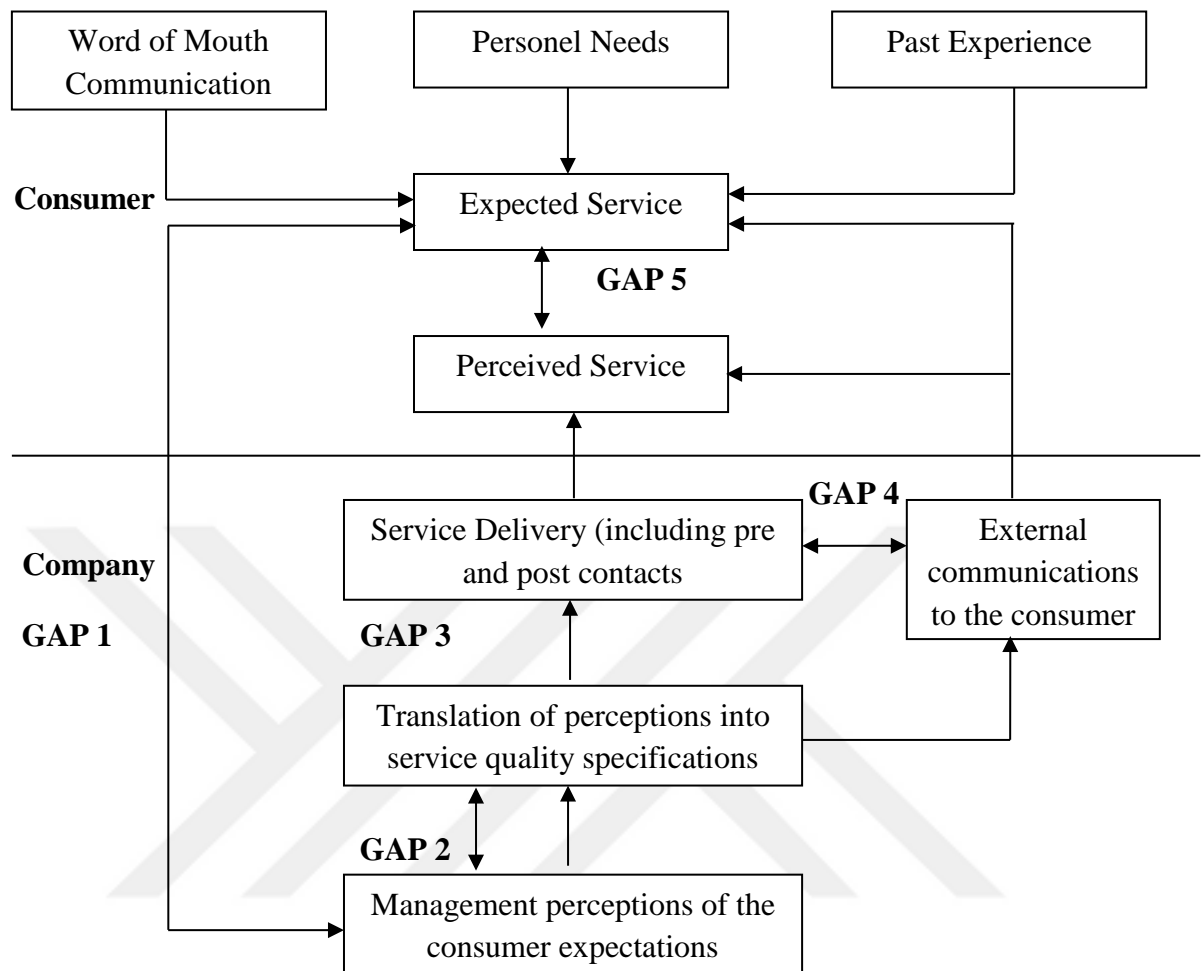 Word of Mouth
Communication
Personel Needs
Past Experience
Consumer
Expected Service
GAP 5
Perceived Service
GAP 4
Service Delivery (including pre
and post contacts
External
communications
to the consumer
Company
GAP 1
GAP 3
Translation of perceptions into
service quality specifications
GAP 2
Management perceptions of the
consumer expectations